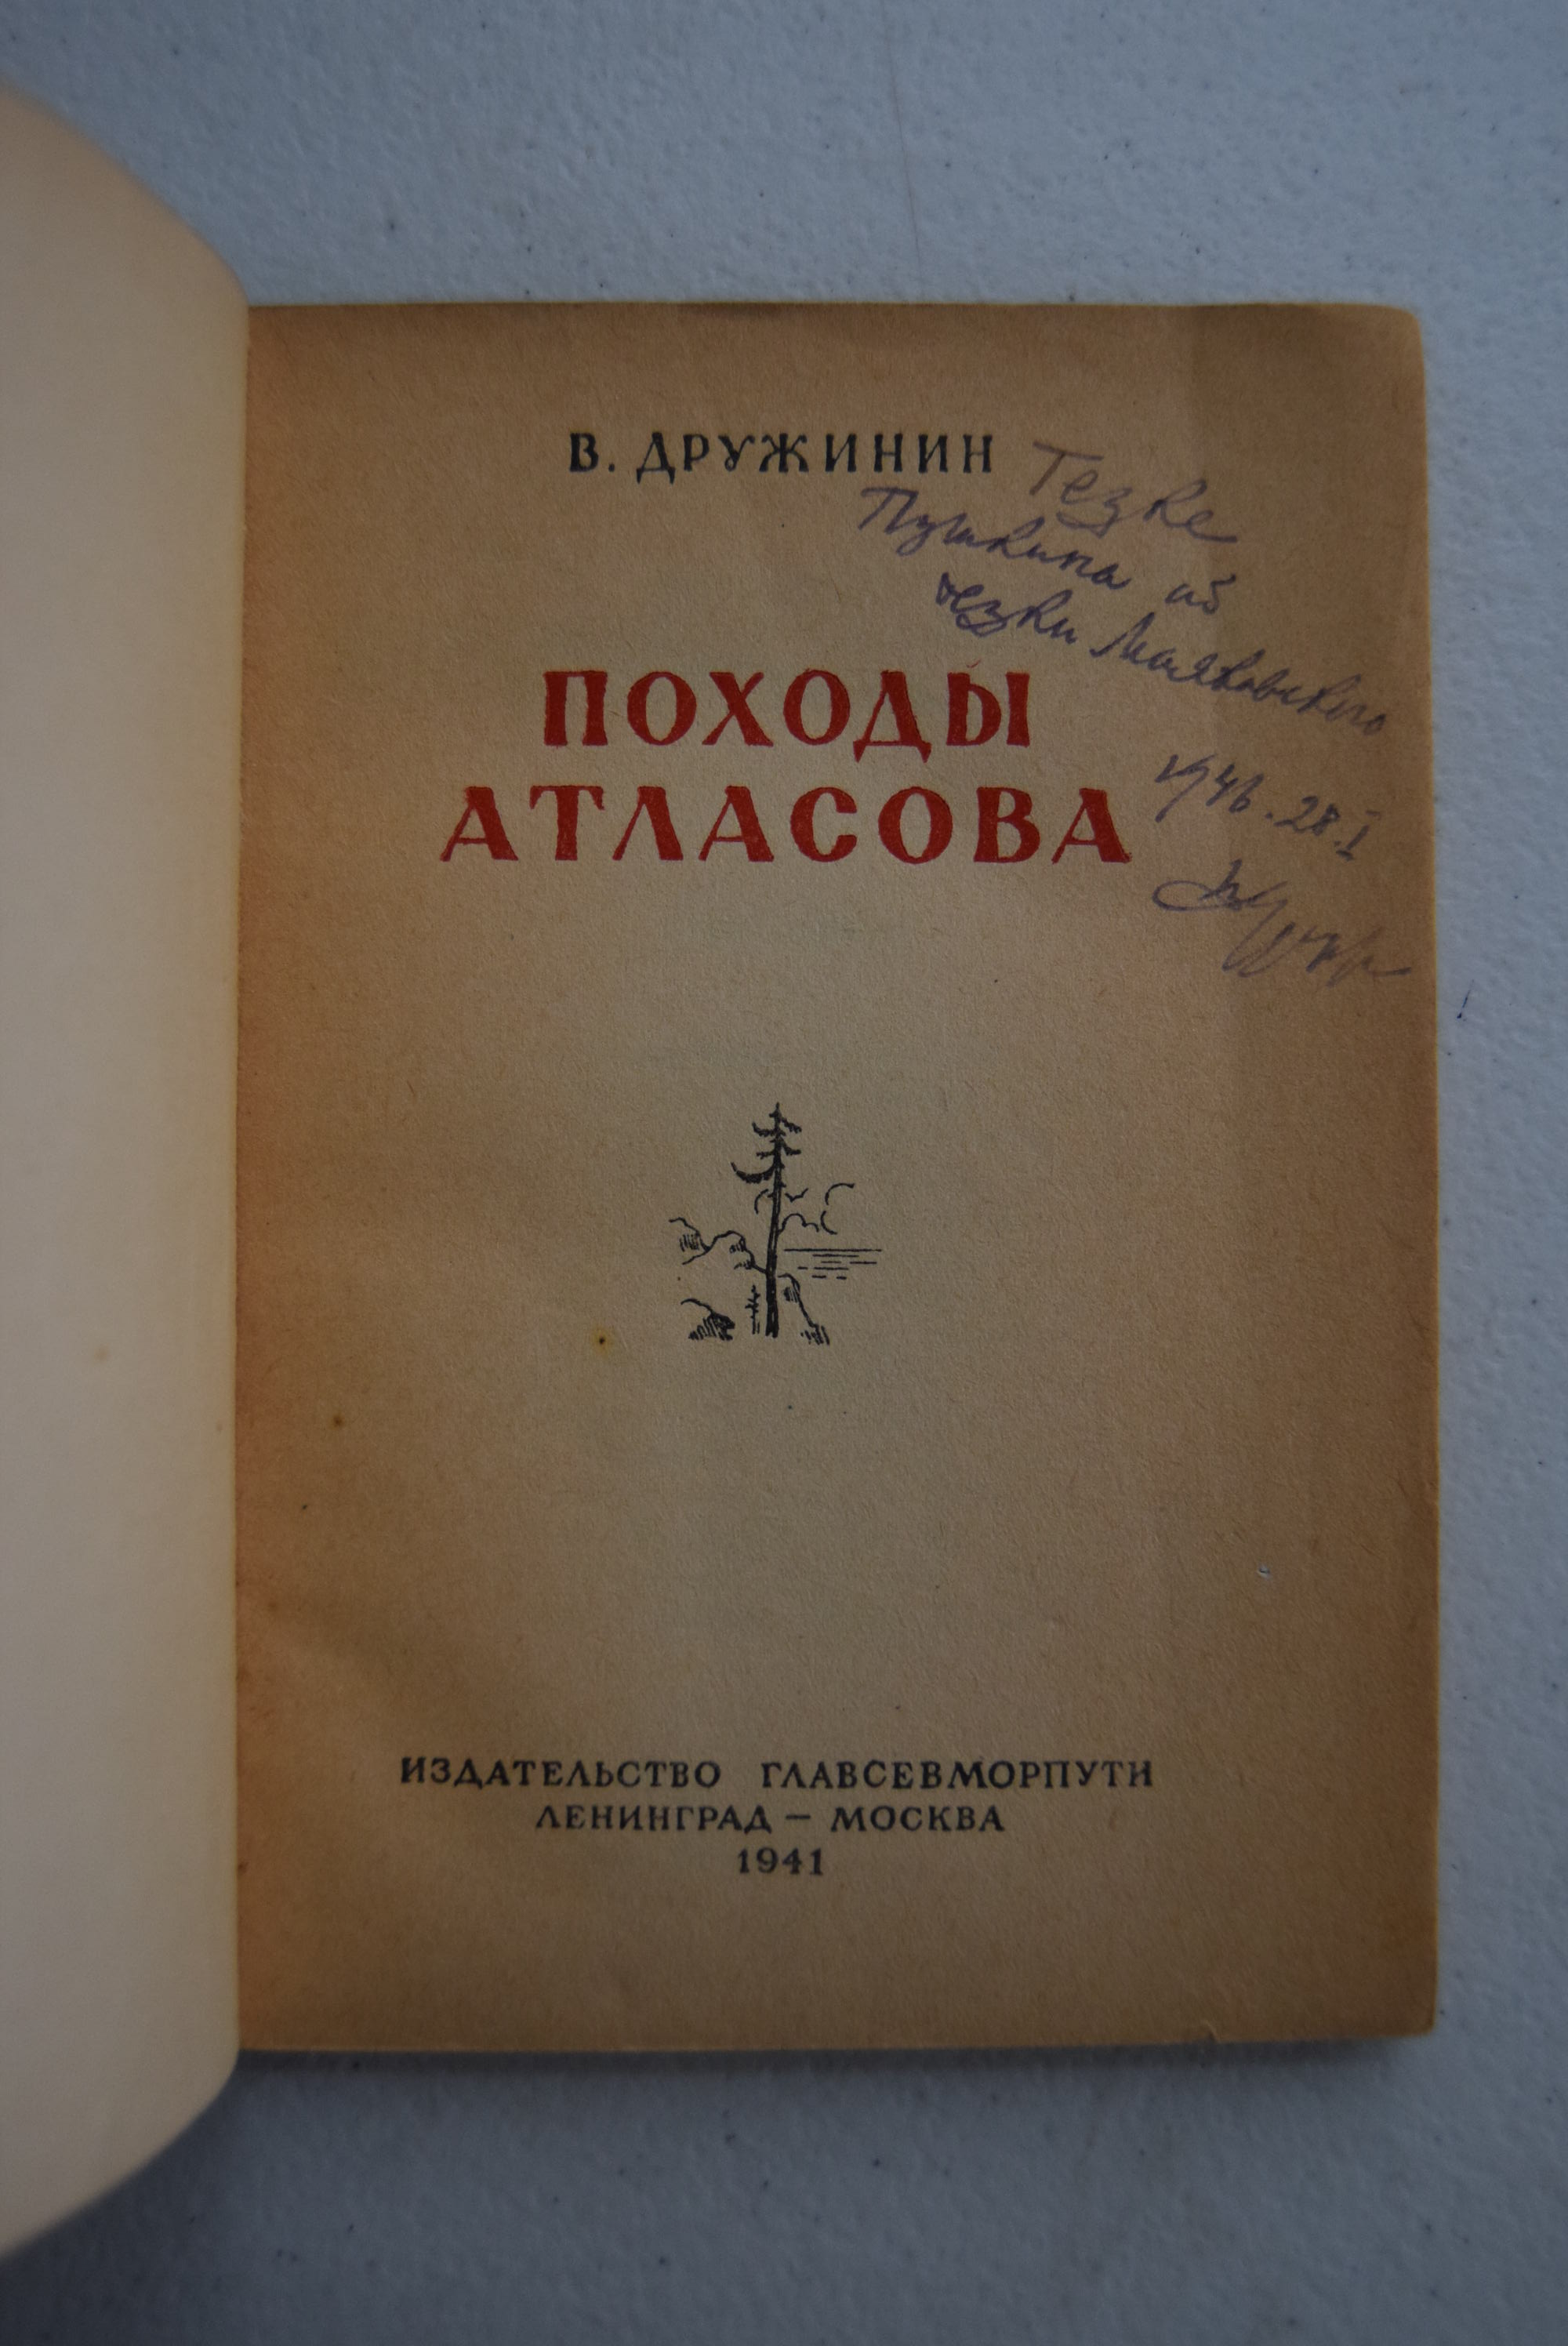 В. ДРУЖИНИН
Тезке
Пушкина от
тезки Маяковского
ПОХОДЫ
АТЛАСОВА
1946. 28.I
ИЗДАТЕЛЬСТВО ГЛАВСЕВМОРПУТИ
ЛЕНИНГРАД — МОСКВА
1941